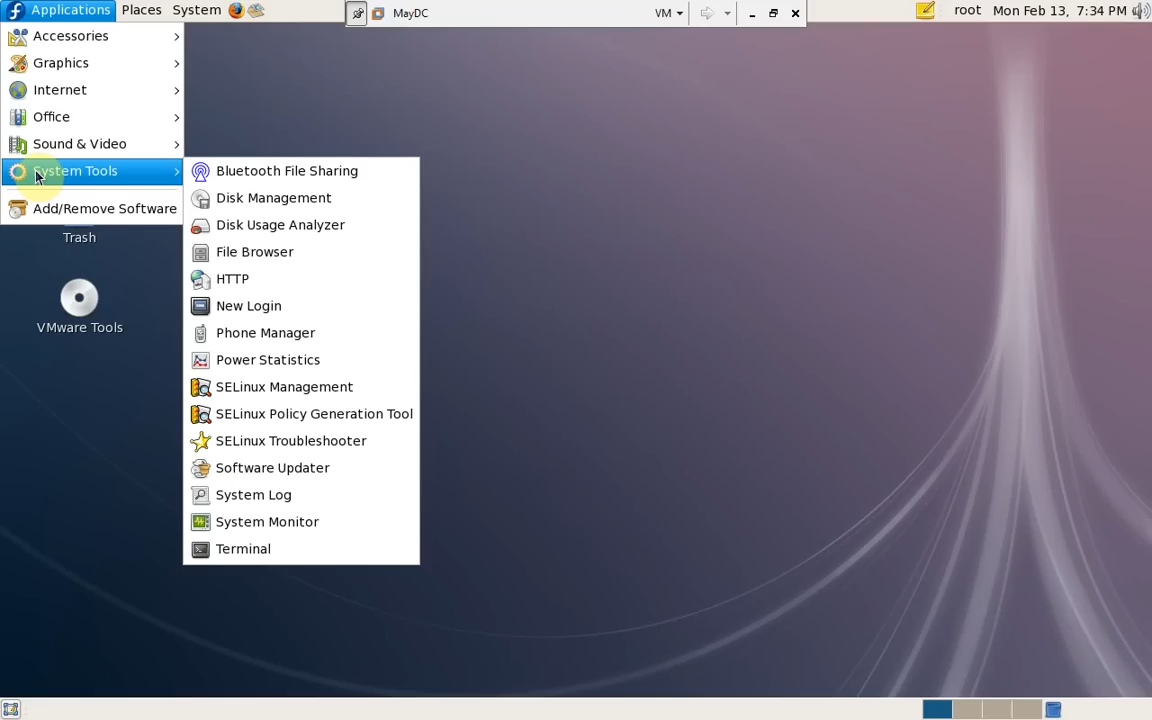 Applications Places System
MayDC
VM
root Mon Feb 13, 7:34 PM
Accessories
Graphics
Internet
Office
Sound & Video
System Tools
Add/Remove Software
Bluetooth File Sharing
Disk Management
Disk Usage Analyzer
File Browser
HTTP
New Login
Phone Manager
Power Statistics
SELinux Management
SELinux Policy Generation Tool
SELinux Troubleshooter
Software Updater
System Log
System Monitor
Terminal
Trash
VMware Tools